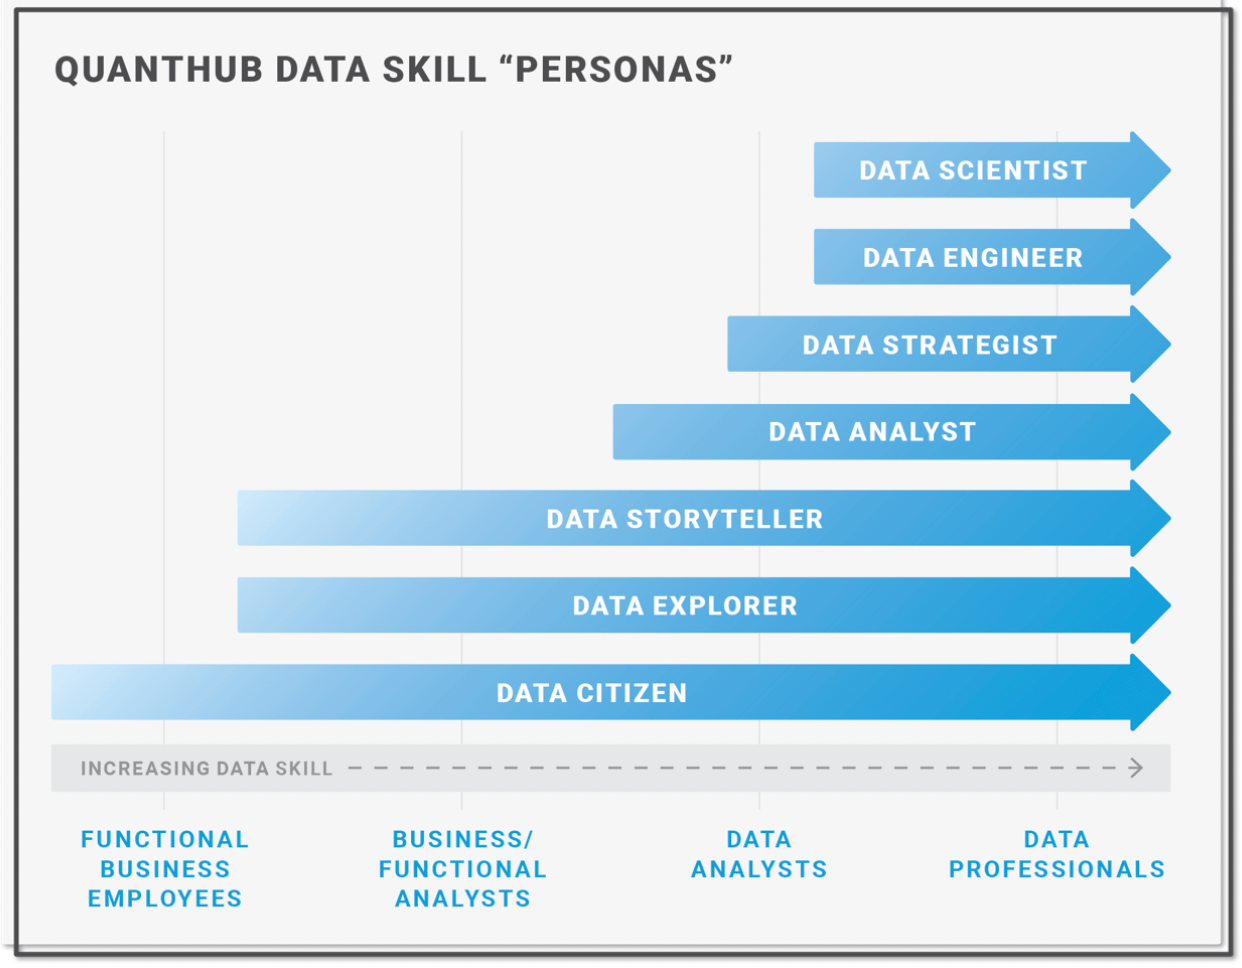 QUANTHUB DATA SKILL “PERSONAS”
DATA SCIENTIST
DATA ENGINEER
DATA STRATEGIST
DATA ANALYST
DATA STORYTELLER
DATA EXPLORER
DATA CITIZEN
INCREASING DATA SKILL
FUNCTIONAL
BUSINESS
EMPLOYEES
BUSINESS/
FUNCTIONAL
ANALYSTS
DATA
ANALYSTS
DATA
PROFESSIONALS